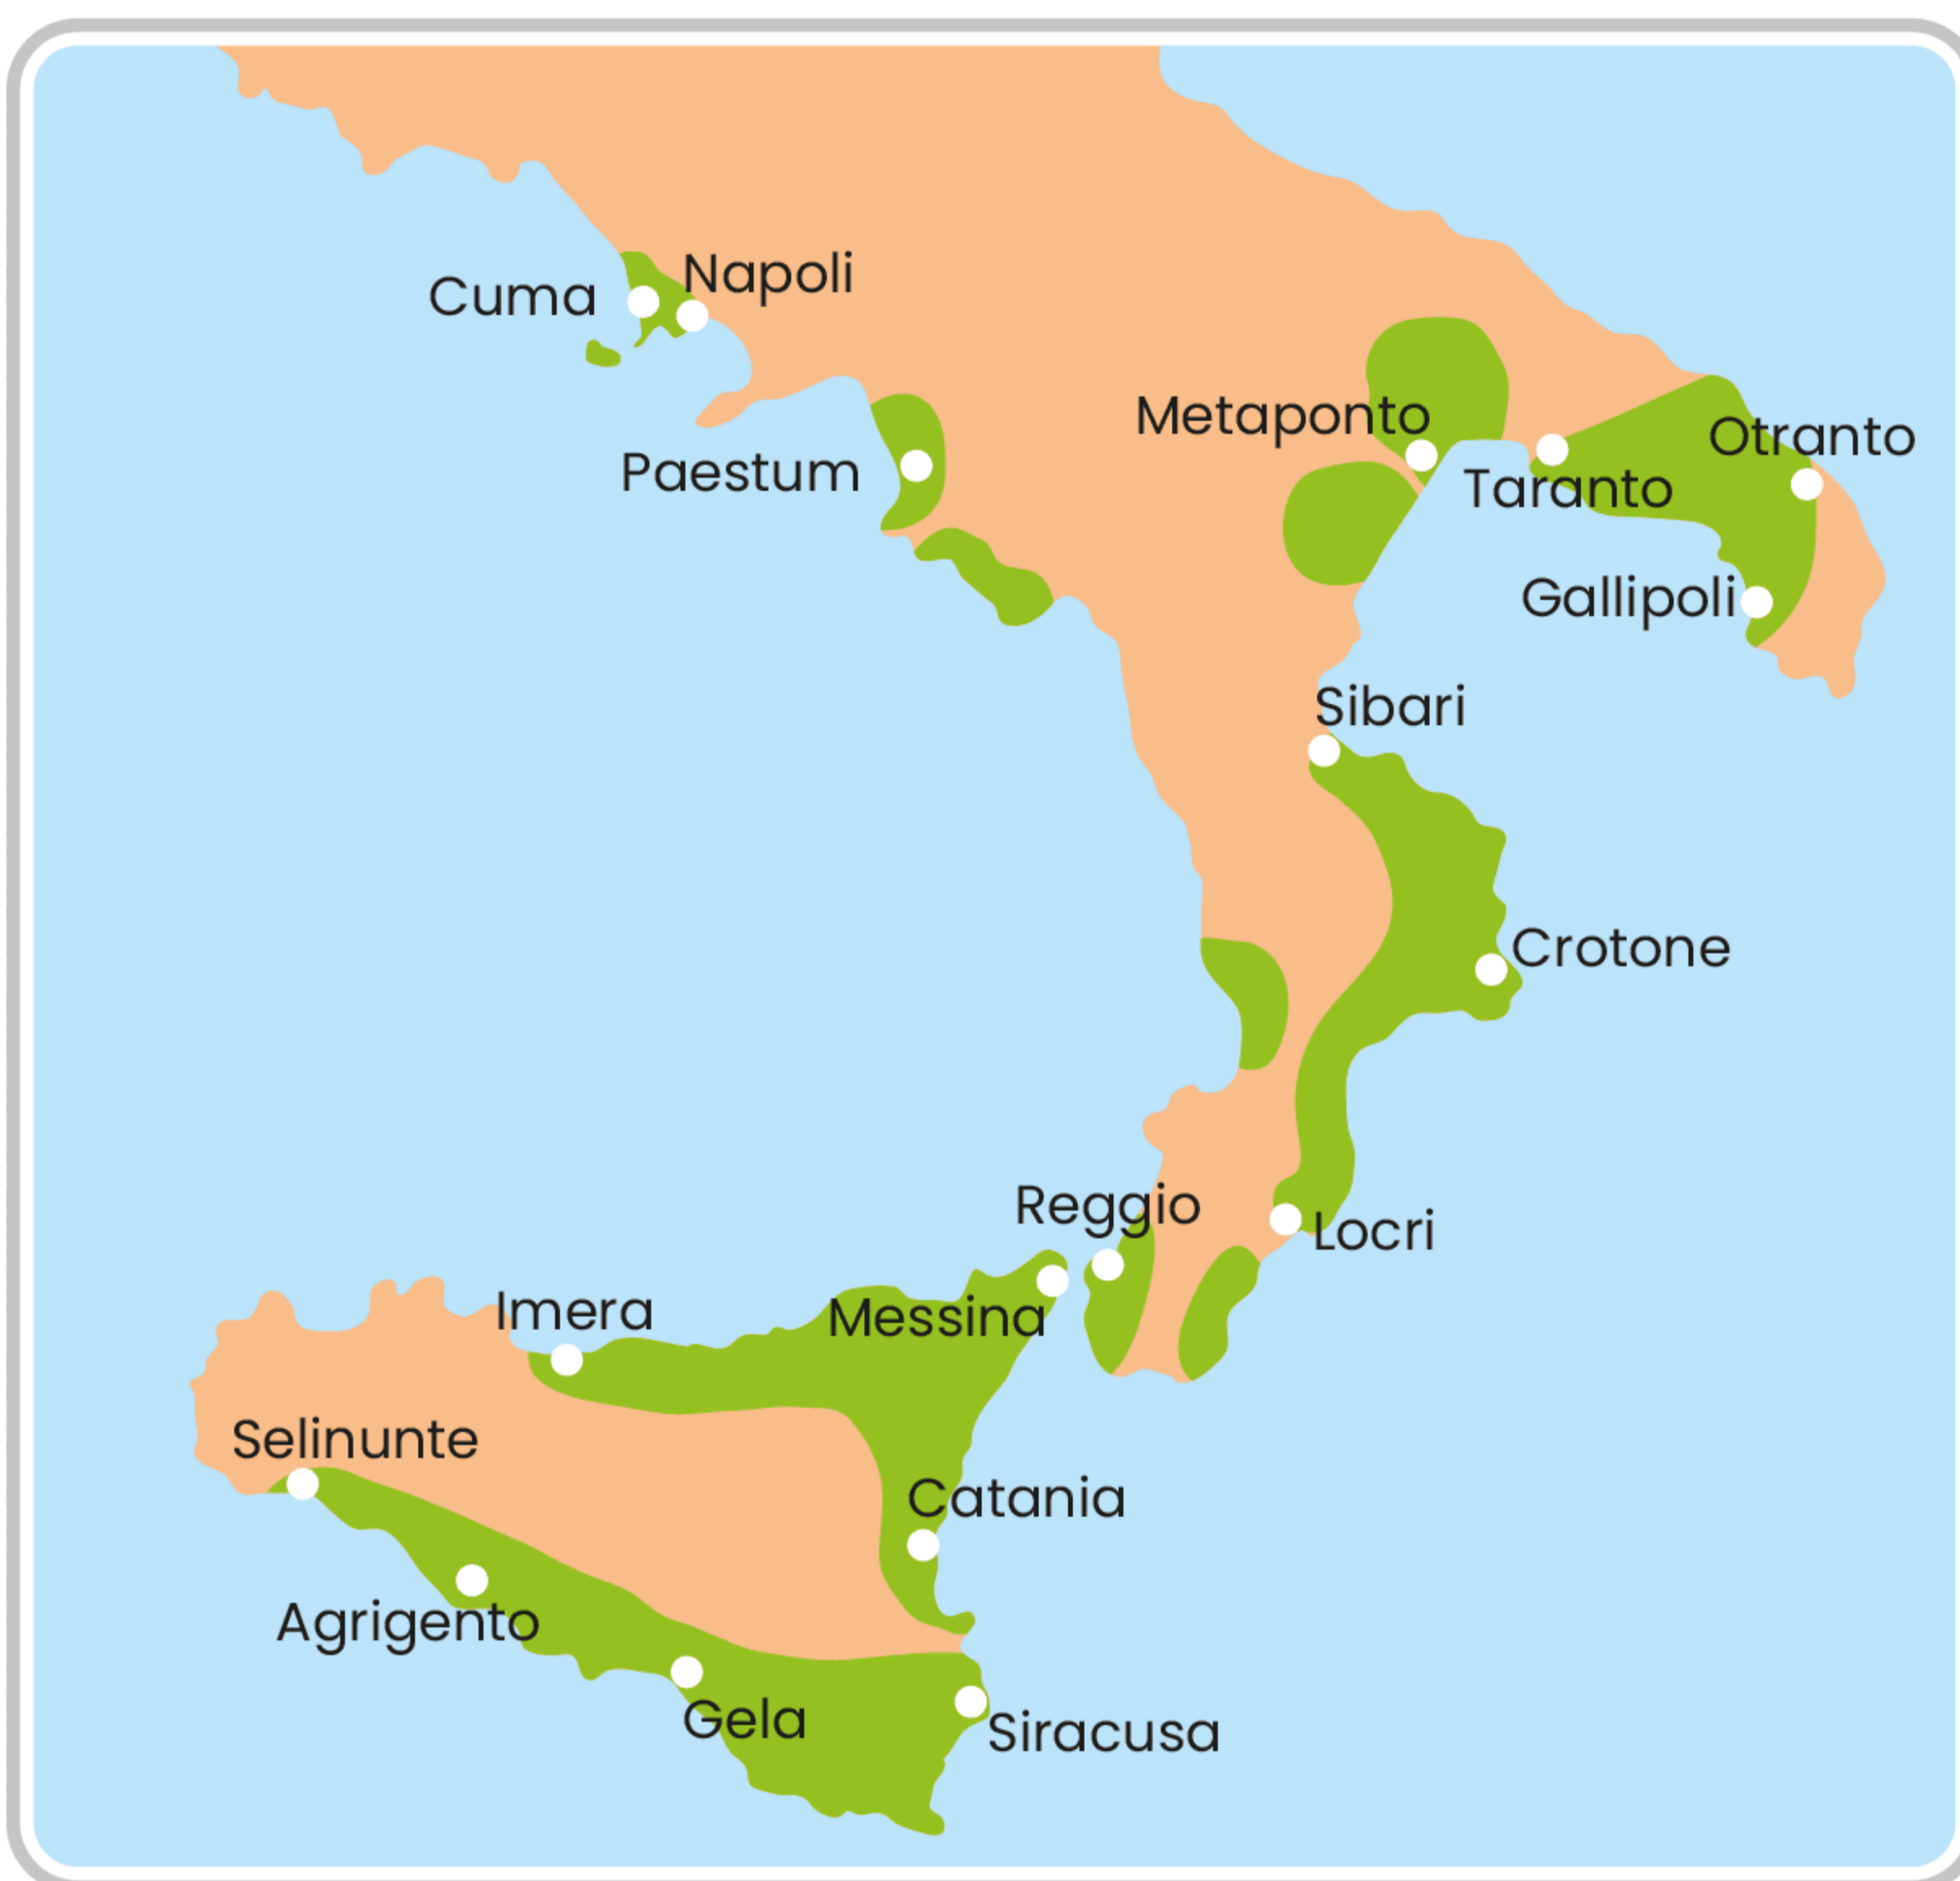 Napoli
Cuma
Metaponto
Otranto
Paestum
Taranto
Gallipoli
Sibari
Crotone
Reggio
Locri
Imera
Messina
Selinunte
Catania
Agrigento
Gela
Siracusa